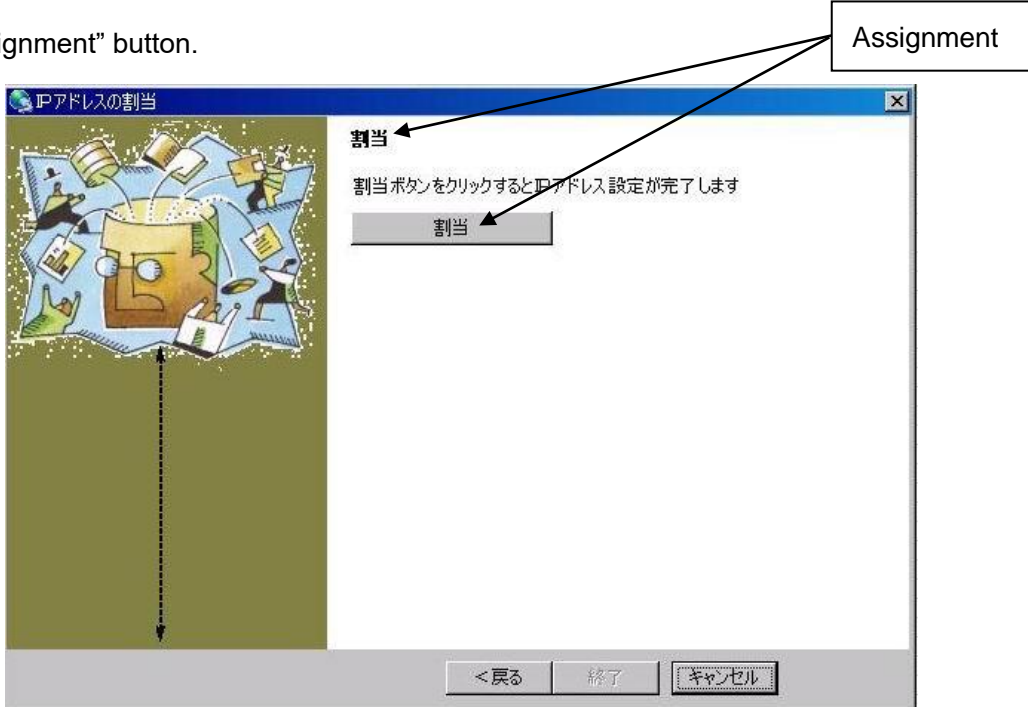 ignment” button.
Assignment
IPアドレスの割当
割当
割当ボタンをクリックするとIPアドレス設定が完了します
割当
<戻る 終了 キャンセル